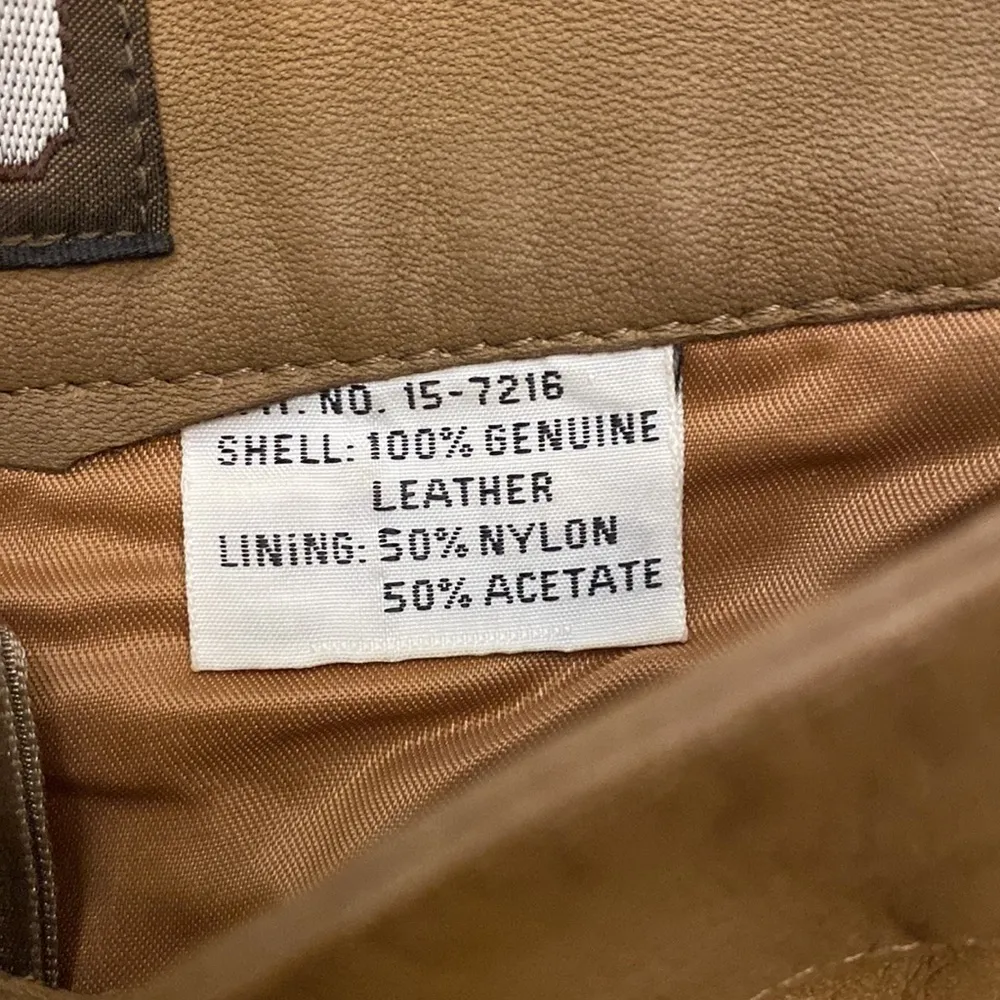 NO. 15-7216
SHELL: 100% GENUINE
LEATHER
LINING: 50% NYLON
50% ACETATE